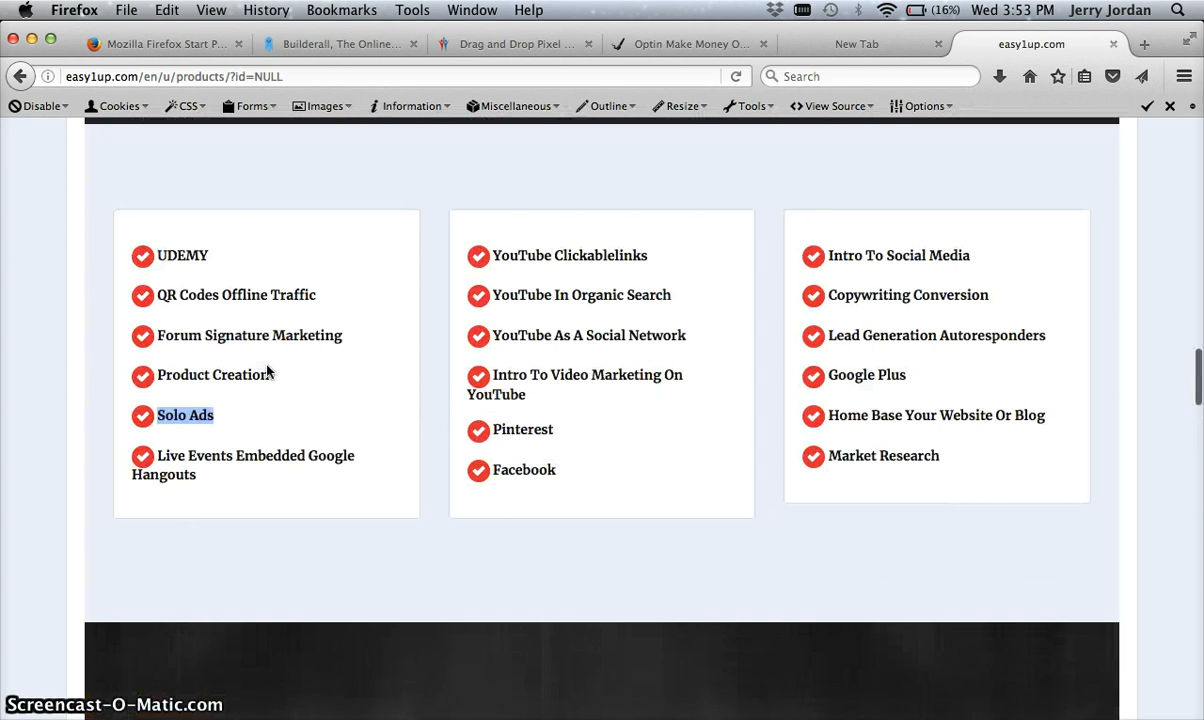 Firefox File Edit View History Bookmarks Tools Window Help (16%) Wed 3:53 PM Jerry Jordan
Mozilla Firefox Start P... Builderall, The Online... Drag and Drop Pixel ... Optin Make Money O... New Tab easy1up.com
easy1up.com/en/u/products/?id=NULL Search
Disable Cookies CSS Forms Images Information Miscellaneous Outline Resize Tools View Source Options
UDEMY
QR Codes Offline Traffic
Forum Signature Marketing
Product Creation
Solo Ads
Live Events Embedded Google
Hangouts
YouTube Clickablelinks
YouTube In Organic Search
YouTube As A Social Network
Intro To Video Marketing On
YouTube
Pinterest
Facebook
Intro To Social Media
Copywriting Conversion
Lead Generation Autoresponders
Google Plus
Home Base Your Website Or Blog
Market Research
Screencast-O-Matic.com